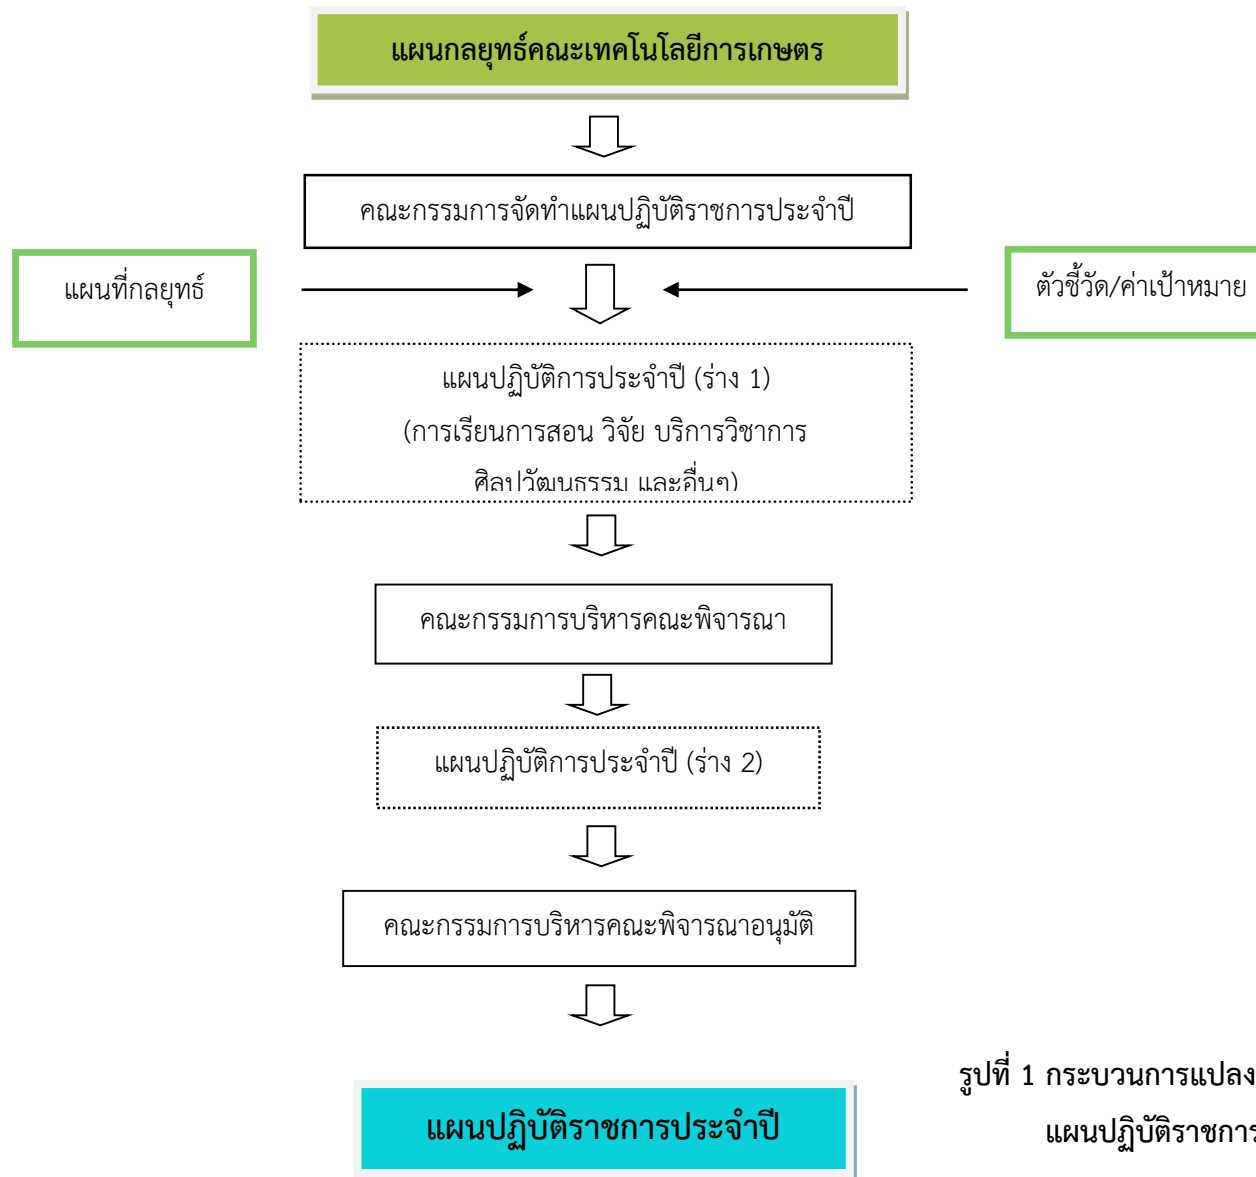 แผนกลยุทธ์คณะเทคโนโลยีการเกษตร
คณะกรรมการจัดทำแผนปฏิบัติราชการประจำปี
แผนที่กลยุทธ์
ตัวชี้วัด/ค่าเป้าหมาย
แผนปฏิบัติการประจำปี (ร่าง 1)
(การเรียนการสอน วิจัย บริการวิชาการ
ศิลปวัฒนธรรม และอื่นๆ)
คณะกรรมการบริหารคณะพิจารณา
แผนปฏิบัติการประจำปี (ร่าง 2)
คณะกรรมการบริหารคณะพิจารณาอนุมัติ
แผนปฏิบัติราชการประจำปี
รูปที่ 1 กระบวนการแปลง
แผนปฏิบัติราชการ